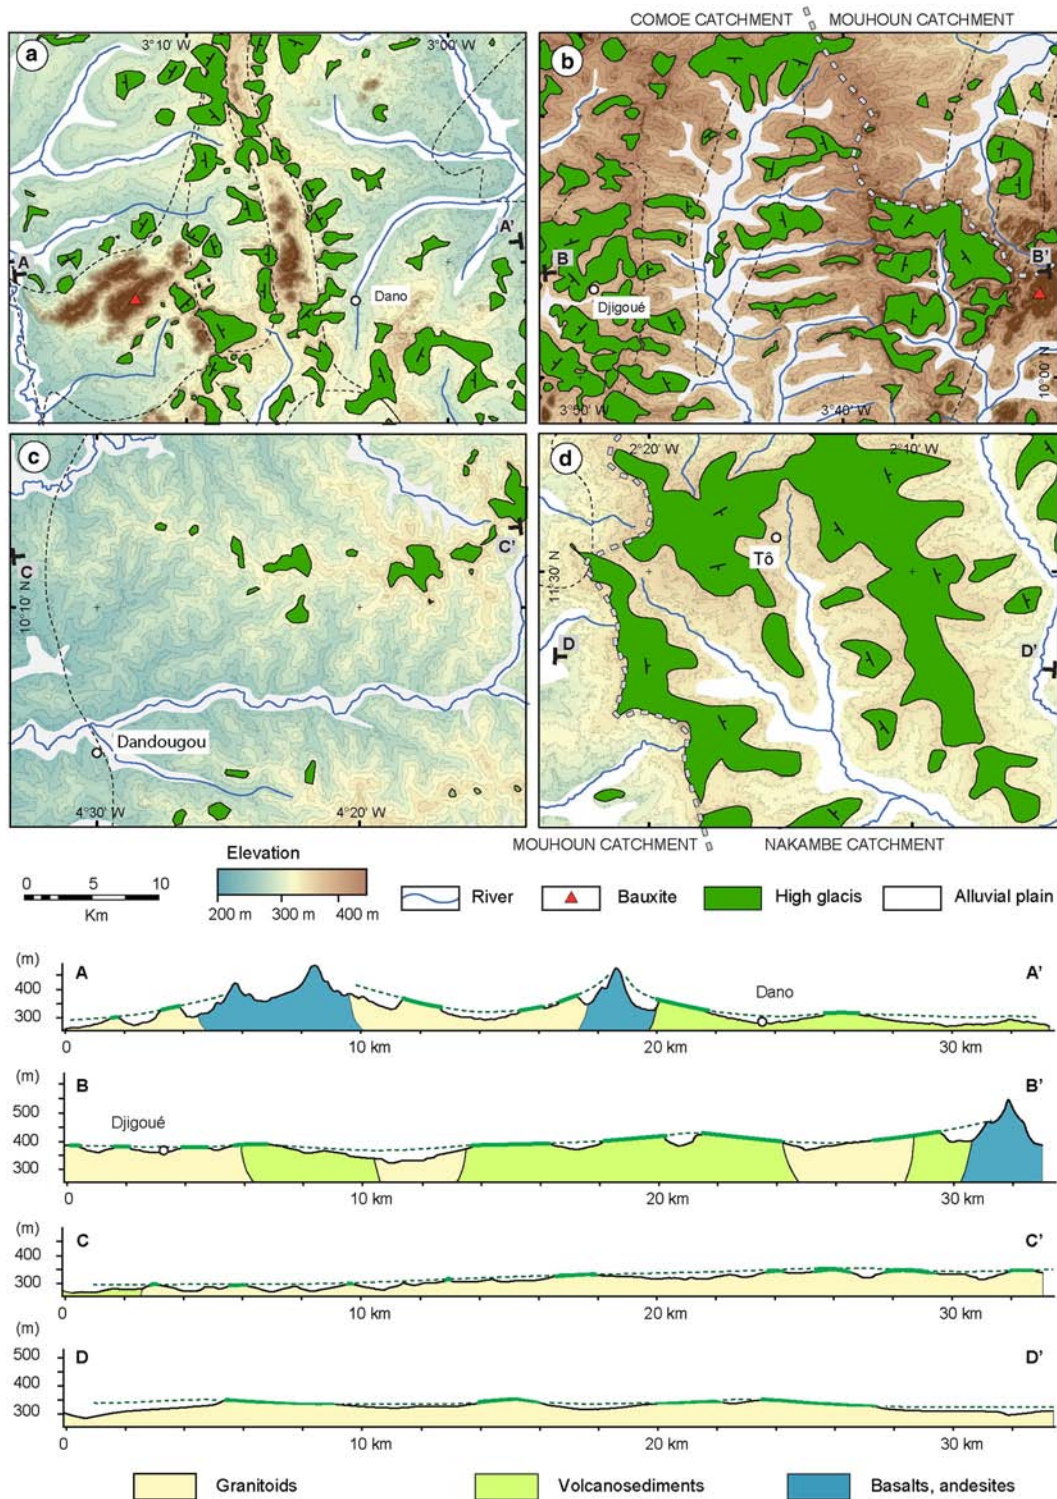 COMOE CATCHMENT
MOUHOUN CATCHMENT
a
3°10' W
3°00' W
A
A'
Dano
b
B
B'
Djigoué
3°50' W
3°40' W
10°00' N
c
C
C'
10°10' N
Dandougou
4°30' W
4°20' W
d
2°20' W
2°10' W
Tô
11°30' N
D
D'
MOUHOUN CATCHMENT
NAKAMBE CATCHMENT
0 5 10
Km
Elevation
200 m 300 m 400 m
River
Bauxite
High glacis
Alluvial plain
(m)
A
A'
400
300
Dano
0 10 km 20 km 30 km
(m)
B
B'
500
400
300
Djigoué
0 10 km 20 km 30 km
(m)
C
C'
400
300
0 10 km 20 km 30 km
(m)
D
D'
500
400
300
0 10 km 20 km 30 km
Granitoids
Volcanosediments
Basalts, andesites